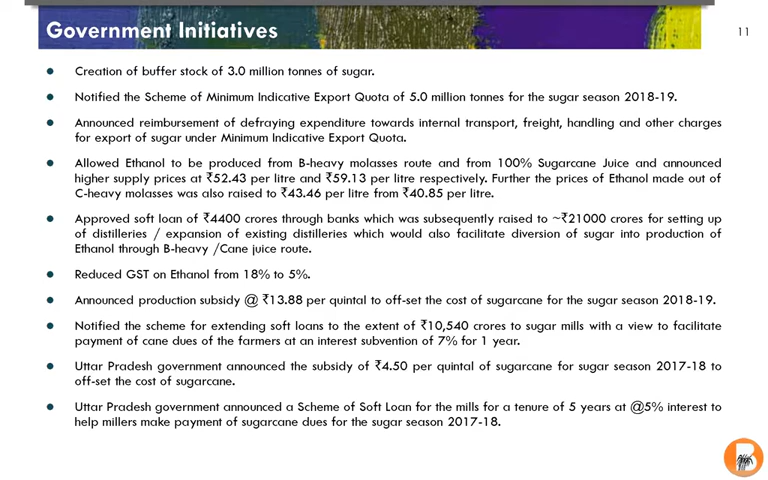 Government Initiatives
11
● Creation of buffer stock of 3.0 million tonnes of sugar.
● Notified the Scheme of Minimum Indicative Export Quota of 5.0 million tonnes for the sugar season 2018-19.
● Announced reimbursement of defraying expenditure towards internal transport, freight, handling and other charges
for export of sugar under Minimum Indicative Export Quota.
● Allowed Ethanol to be produced from B-heavy molasses route and from 100% Sugarcane Juice and announced
higher supply prices at ₹52.43 per litre and ₹59.13 per litre respectively. Further the prices of Ethanol made out of
C-heavy molasses was also raised to ₹43.46 per litre from ₹40.85 per litre.
● Approved soft loan of ₹4400 crores through banks which was subsequently raised to ~₹21000 crores for setting up
of distilleries / expansion of existing distilleries which would also facilitate diversion of sugar into production of
Ethanol through B-heavy /Cane juice route.
● Reduced GST on Ethanol from 18% to 5%.
● Announced production subsidy @ ₹13.88 per quintal to off-set the cost of sugarcane for the sugar season 2018-19.
● Notified the scheme for extending soft loans to the extent of ₹10,540 crores to sugar mills with a view to facilitate
payment of cane dues of the farmers at an interest subvention of 7% for 1 year.
● Uttar Pradesh government announced the subsidy of ₹4.50 per quintal of sugarcane for sugar season 2017-18 to
off-set the cost of sugarcane.
● Uttar Pradesh government announced a Scheme of Soft Loan for the mills for a tenure of 5 years at @5% interest to
help millers make payment of sugarcane dues for the sugar season 2017-18.
B